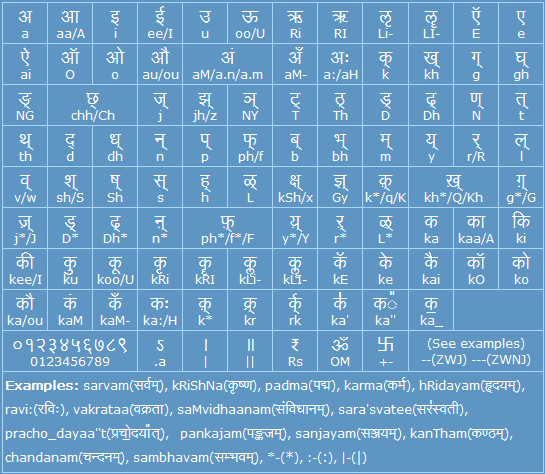 अ आ इ ई उ ऊ ऋ ॠ ऌ ॡ ऍ ए
a aa/A i ee/I u oo/U Ri RI Li- LI- E e
ऐ ऑ ओ औ अं अँ अः क् ख् ग् घ्
ai O o au/ou aM/a.n/a.m aM- a:/aH k kh g gh
ङ् छ् ज् झ् ञ् ट् ठ् ड् ढ् ण् त्
NG chh/Ch j jh/z NY T Th D Dh N t
थ् द् ध् न् प् फ् ब् भ् म् य् र् ल्
th d dh n p ph/f b bh m y r/R l
व् श् ष् स् ह् ळ् क्ष् ज्ञ् क़् ख़् ग़्
v/w sh/S Sh s h L kSh/x Gy k*/q/K kh*/Q/Kh g*/G
ज़् ड़् ढ़् ऩ् फ़् य़् ऱ् ऴ् क का कि
j*/J D* Dh* n* ph*/f*/F y*/Y r* L* ka kaa/A ki
की कु कू कृ कॄ कॢ कॣ कॅ के कै कॉ को
kee/I ku koo/U kRi kRI kLi- kLI- kE ke kai kO ko
कौ कं कँ कः क़् क्र् र्क् क॑ क॓ क॒
ka/ou kaM kaM- ka:/H k* kr rk ka' ka" ka_
०१२३४५६७८९ ऽ । ॥ ₹ ॐ 卐 (See examples)
0123456789 .a | || Rs OM +- --(ZWJ) ---(ZWNJ)
Examples: sarvam(सर्वम्), kRiShNa(कृष्ण), padma(पद्म), karma(कर्म), hRidayam(हृदयम्),
ravi:(रविः), vakrataa(वक्रता), saMvidhaanam(संविधानम्), sara'svatee(सर॑स्वती),
pracho_dayaa"t(प्रचो॒दया᳚त्), pankajam(पङ्कजम्), sanjayam(सञ्जयम्), kanTham(कण्ठम्),
chandanam(चन्दनम्), sambhavam(सम्भवम्), *-(*), :-(:), |-(|)